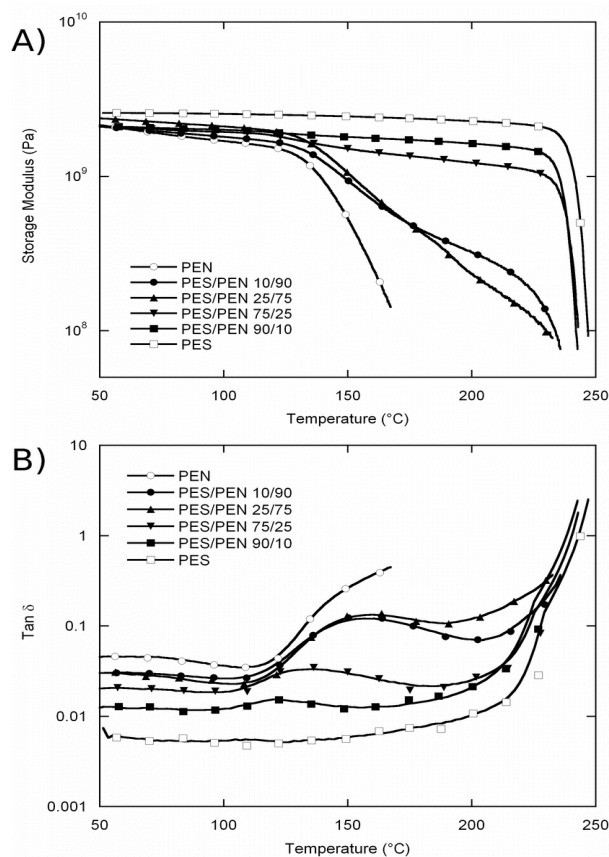 A)
10¹⁰
10⁹
10⁸
Storage Modulus (Pa)
PEN
PES/PEN 10/90
PES/PEN 25/75
PES/PEN 75/25
PES/PEN 90/10
PES
50 100 150 200 250
Temperature (°C)
B)
10
1
0.1
0.01
0.001
Tan δ
PEN
PES/PEN 10/90
PES/PEN 25/75
PES/PEN 75/25
PES/PEN 90/10
PES
50 100 150 200 250
Temperature (°C)